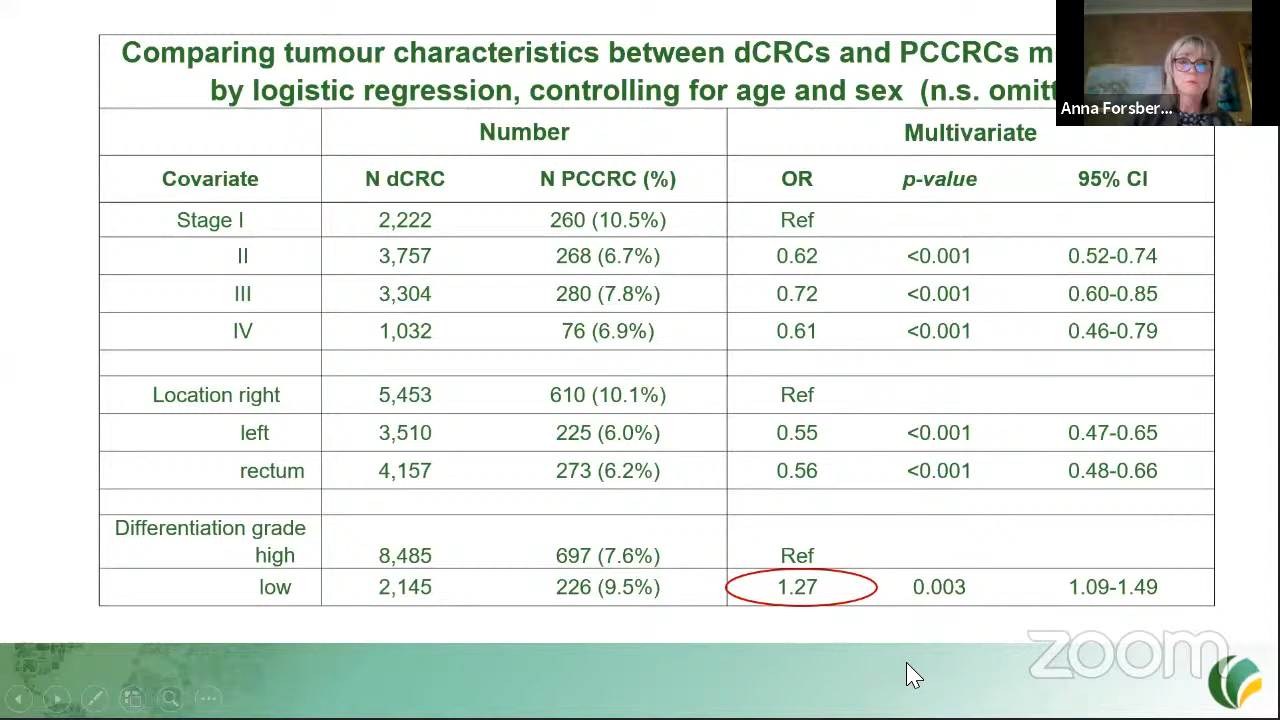 Comparing tumour characteristics between dCRCs and PCCRCs
by logistic regression, controlling for age and sex (n.s.
Anna Forsber...
Number Multivariate
Covariate N dCRC N PCCRC (%) OR p-value 95% CI
Stage I 2,222 260 (10.5%) Ref
II 3,757 268 (6.7%) 0.62 <0.001 0.52-0.74
III 3,304 280 (7.8%) 0.72 <0.001 0.60-0.85
IV 1,032 76 (6.9%) 0.61 <0.001 0.46-0.79
Location right 5,453 610 (10.1%) Ref
left 3,510 225 (6.0%) 0.55 <0.001 0.47-0.65
rectum 4,157 273 (6.2%) 0.56 <0.001 0.48-0.66
Differentiation grade
high 8,485 697 (7.6%) Ref
low 2,145 226 (9.5%) 1.27 0.003 1.09-1.49
zoom